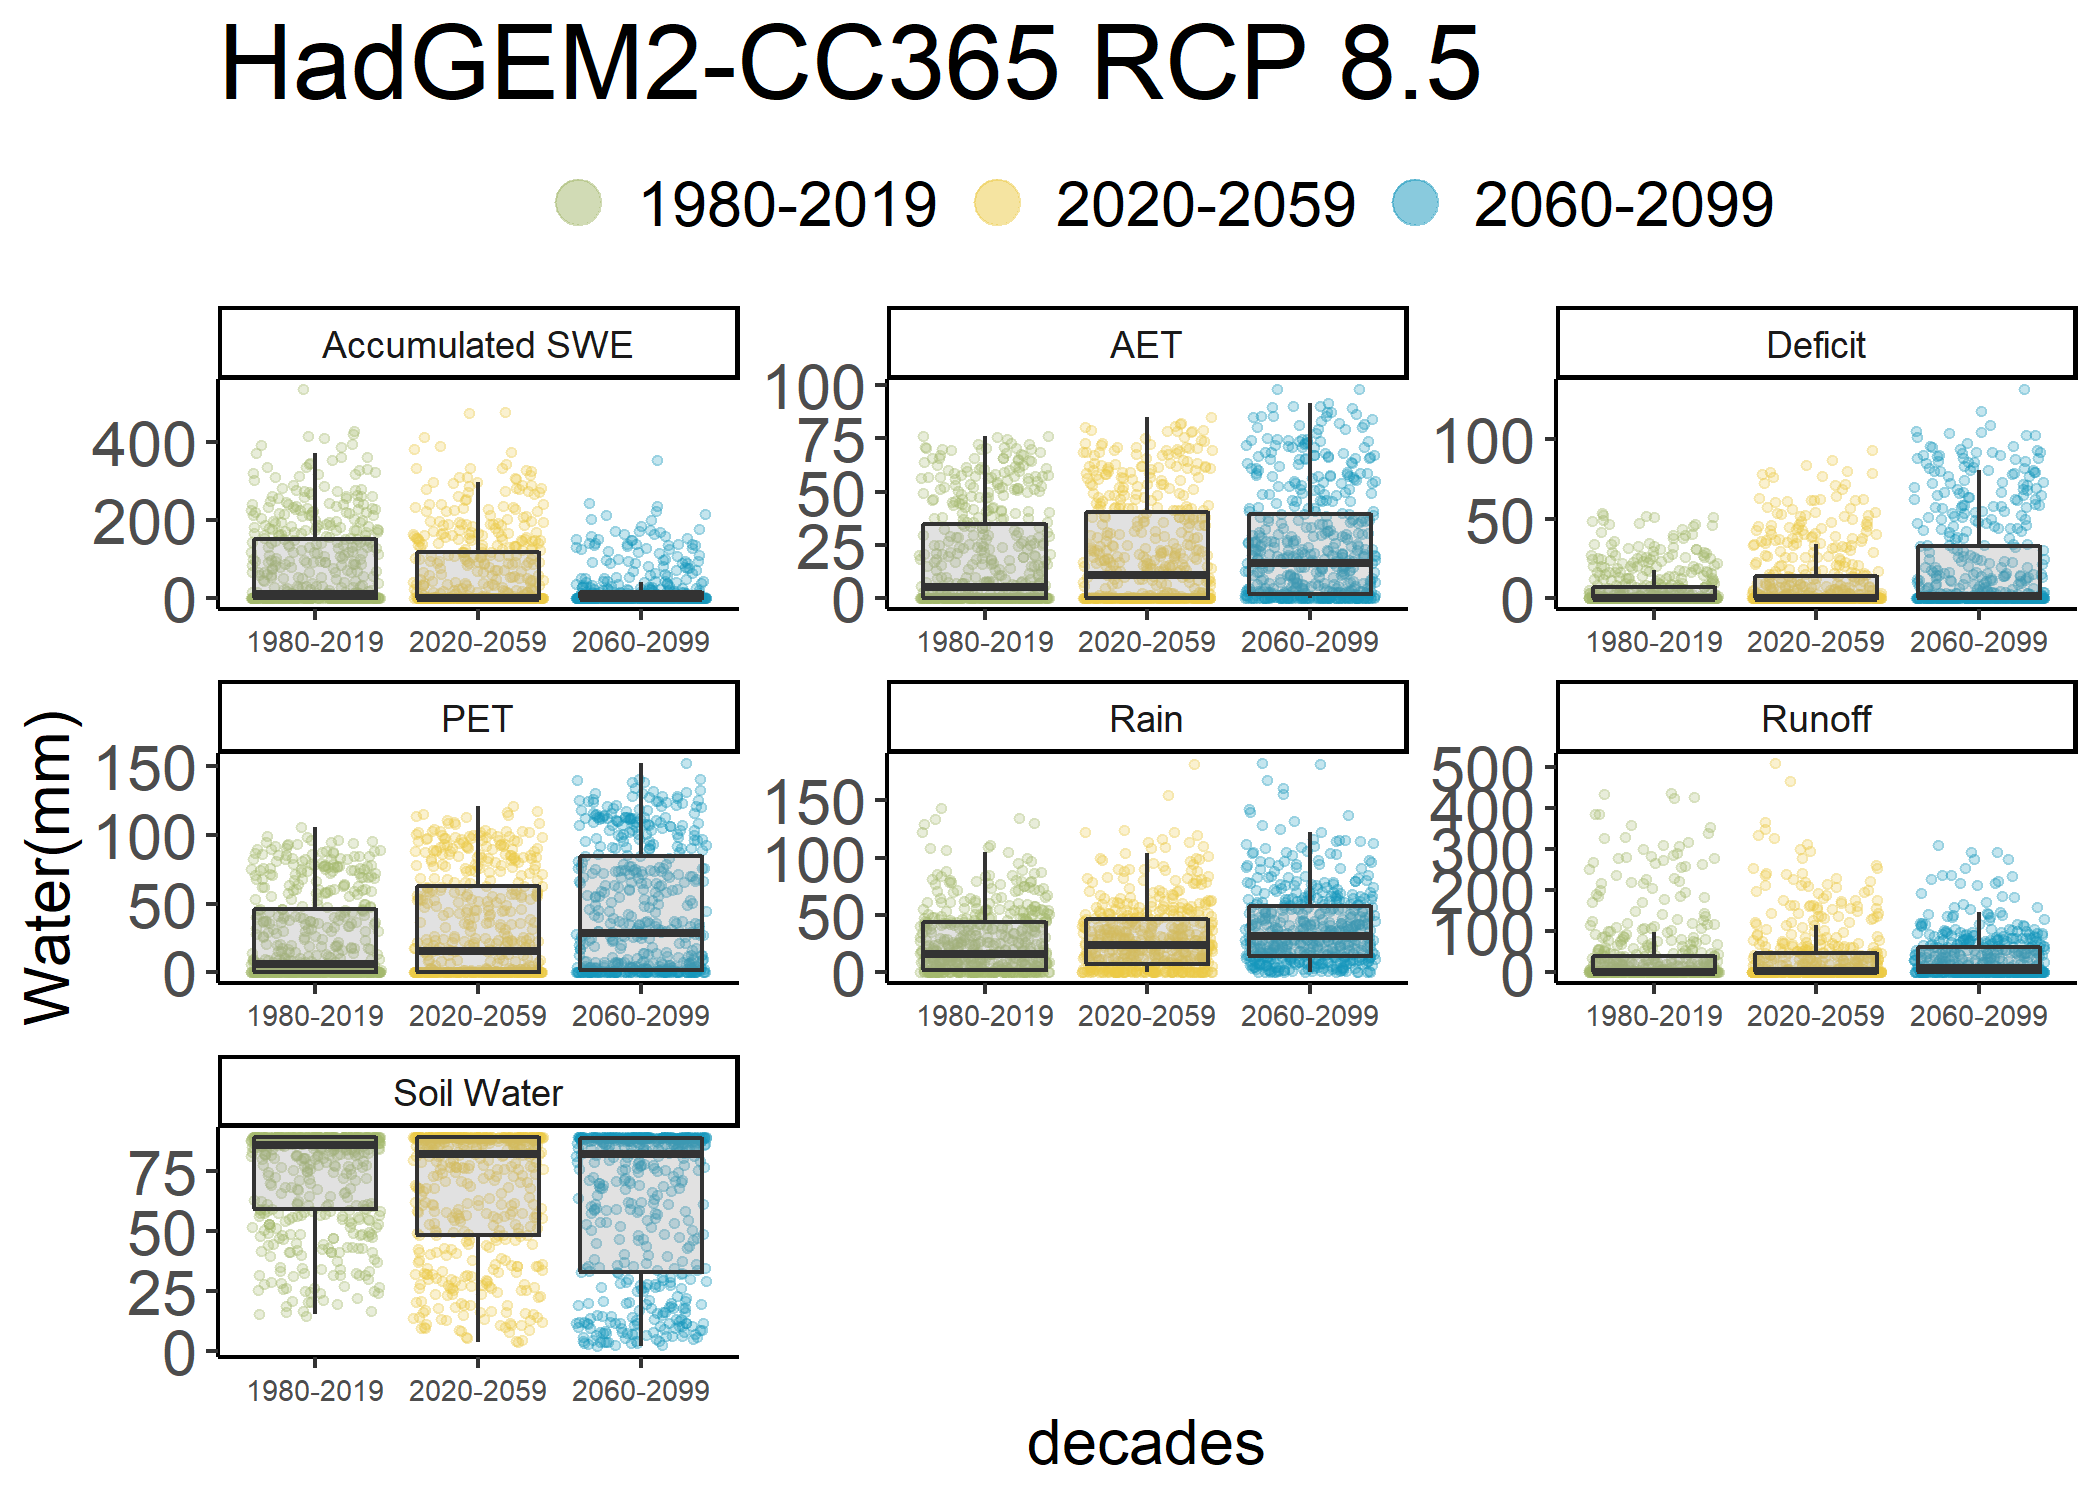 HadGEM2-CC365 RCP 8.5
1980-2019 2020-2059 2060-2099
Accumulated SWE AET Deficit
400
200
0
100
75
50
25
0
100
50
0
1980-2019 2020-2059 2060-2099 1980-2019 2020-2059 2060-2099 1980-2019 2020-2059 2060-2099
Water(mm)
PET Rain Runoff
150
100
50
0
150
100
50
0
500
400
300
200
100
0
1980-2019 2020-2059 2060-2099 1980-2019 2020-2059 2060-2099 1980-2019 2020-2059 2060-2099
Soil Water
75
50
25
0
1980-2019 2020-2059 2060-2099
decades